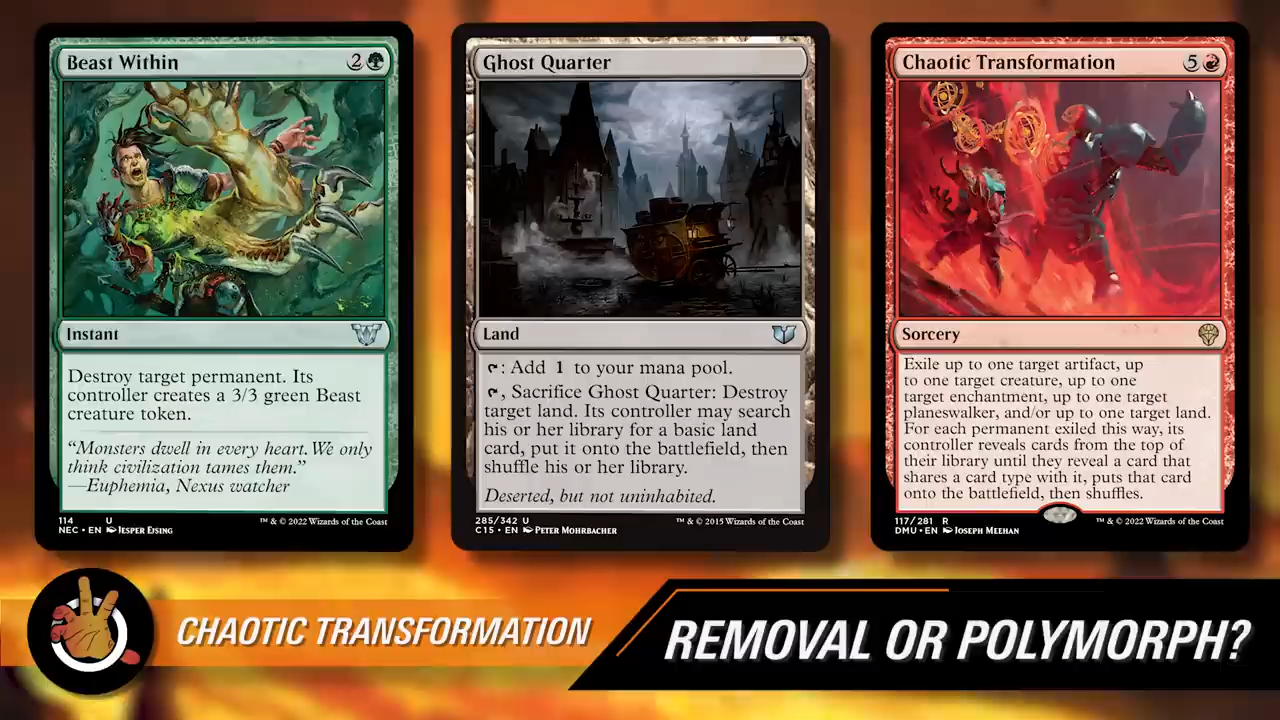 Beast Within 2
Instant
Destroy target permanent. Its
controller creates a 3/3 green Beast
creature token.
“Monsters dwell in every heart. We only
think civilization tames them.”
—Euphemia, Nexus watcher
114 U
NEC • EN Jesper Ejsing
™ & © 2022 Wizards of the Coast
Ghost Quarter
Land
: Add 1 to your mana pool.
, Sacrifice Ghost Quarter: Destroy
target land. Its controller may search
his or her library for a basic land
card, put it onto the battlefield, then
shuffle his or her library.
Deserted, but not uninhabited.
285/342 U
C15 • EN Peter Mohrbacher
™ & © 2015 Wizards of the Coast
Chaotic Transformation 5
Sorcery
Exile up to one target artifact, up
to one target creature, up to one
target enchantment, up to one target
planeswalker, and/or up to one target land.
For each permanent exiled this way, its
controller reveals cards from the top of
their library until they reveal a card that
shares a card type with it, puts that card
onto the battlefield, then shuffles.
117/281 R
DMU • EN Joseph Meehan
™ & © 2022 Wizards of the Coast
CHAOTIC TRANSFORMATION
REMOVAL OR POLYMORPH?